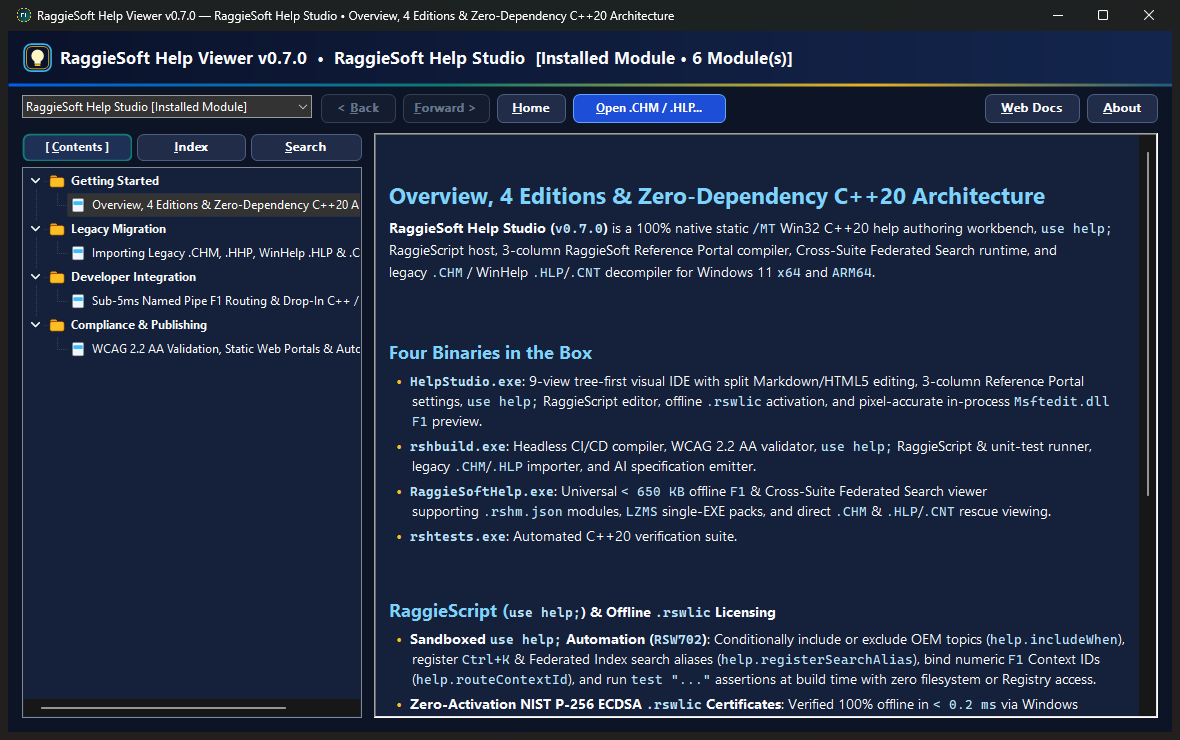 RaggieSoft Help Viewer v0.7.0 — RaggieSoft Help Studio • Overview, 4 Editions & Zero-Dependency C++20 Architecture
RaggieSoft Help Viewer v0.7.0 • RaggieSoft Help Studio [Installed Module • 6 Module(s)]
RaggieSoft Help Studio [Installed Module]
< Back
Forward >
Home
Open .CHM / .HLP...
Web Docs
About
[ Contents ]
Index
Search
Getting Started
Overview, 4 Editions & Zero-Dependency C++20 A
Legacy Migration
Importing Legacy .CHM, .HHP, WinHelp .HLP & .C
Developer Integration
Sub-5ms Named Pipe F1 Routing & Drop-In C++ /
Compliance & Publishing
WCAG 2.2 AA Validation, Static Web Portals & Auto
Overview, 4 Editions & Zero-Dependency C++20 Architecture
RaggieSoft Help Studio (v0.7.0) is a 100% native static /MT Win32 C++20 help authoring workbench, use help;
RaggieScript host, 3-column RaggieSoft Reference Portal compiler, Cross-Suite Federated Search runtime, and
legacy .CHM / WinHelp .HLP/.CNT decompiler for Windows 11 x64 and ARM64.
Four Binaries in the Box
• HelpStudio.exe: 9-view tree-first visual IDE with split Markdown/HTML5 editing, 3-column Reference Portal
settings, use help; RaggieScript editor, offline .rswlic activation, and pixel-accurate in-process Msftedit.dll
F1 preview.
• rshbuild.exe: Headless CI/CD compiler, WCAG 2.2 AA validator, use help; RaggieScript & unit-test runner,
legacy .CHM/.HLP importer, and AI specification emitter.
• RaggieSoftHelp.exe: Universal < 650 KB offline F1 & Cross-Suite Federated Search viewer
supporting .rshm.json modules, LZMS single-EXE packs, and direct .CHM & .HLP/.CNT rescue viewing.
• rshtests.exe: Automated C++20 verification suite.
RaggieScript (use help;) & Offline .rswlic Licensing
• Sandboxed use help; Automation (RSW702): Conditionally include or exclude OEM topics (help.includeWhen),
register Ctrl+K & Federated Index search aliases (help.registerSearchAlias), bind numeric F1 Context IDs
(help.routeContextId), and run test "..." assertions at build time with zero filesystem or Registry access.
• Zero-Activation NIST P-256 ECDSA .rswlic Certificates: Verified 100% offline in < 0.2 ms via Windows